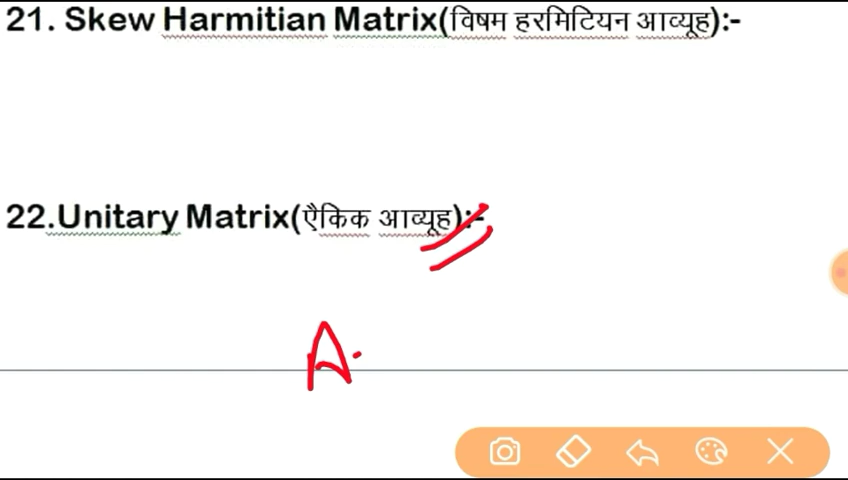 21. Skew Harmitian Matrix(विषम हरमिटियन आव्यूह):-
22.Unitary Matrix(ऐकिक आव्यूह):-
A.